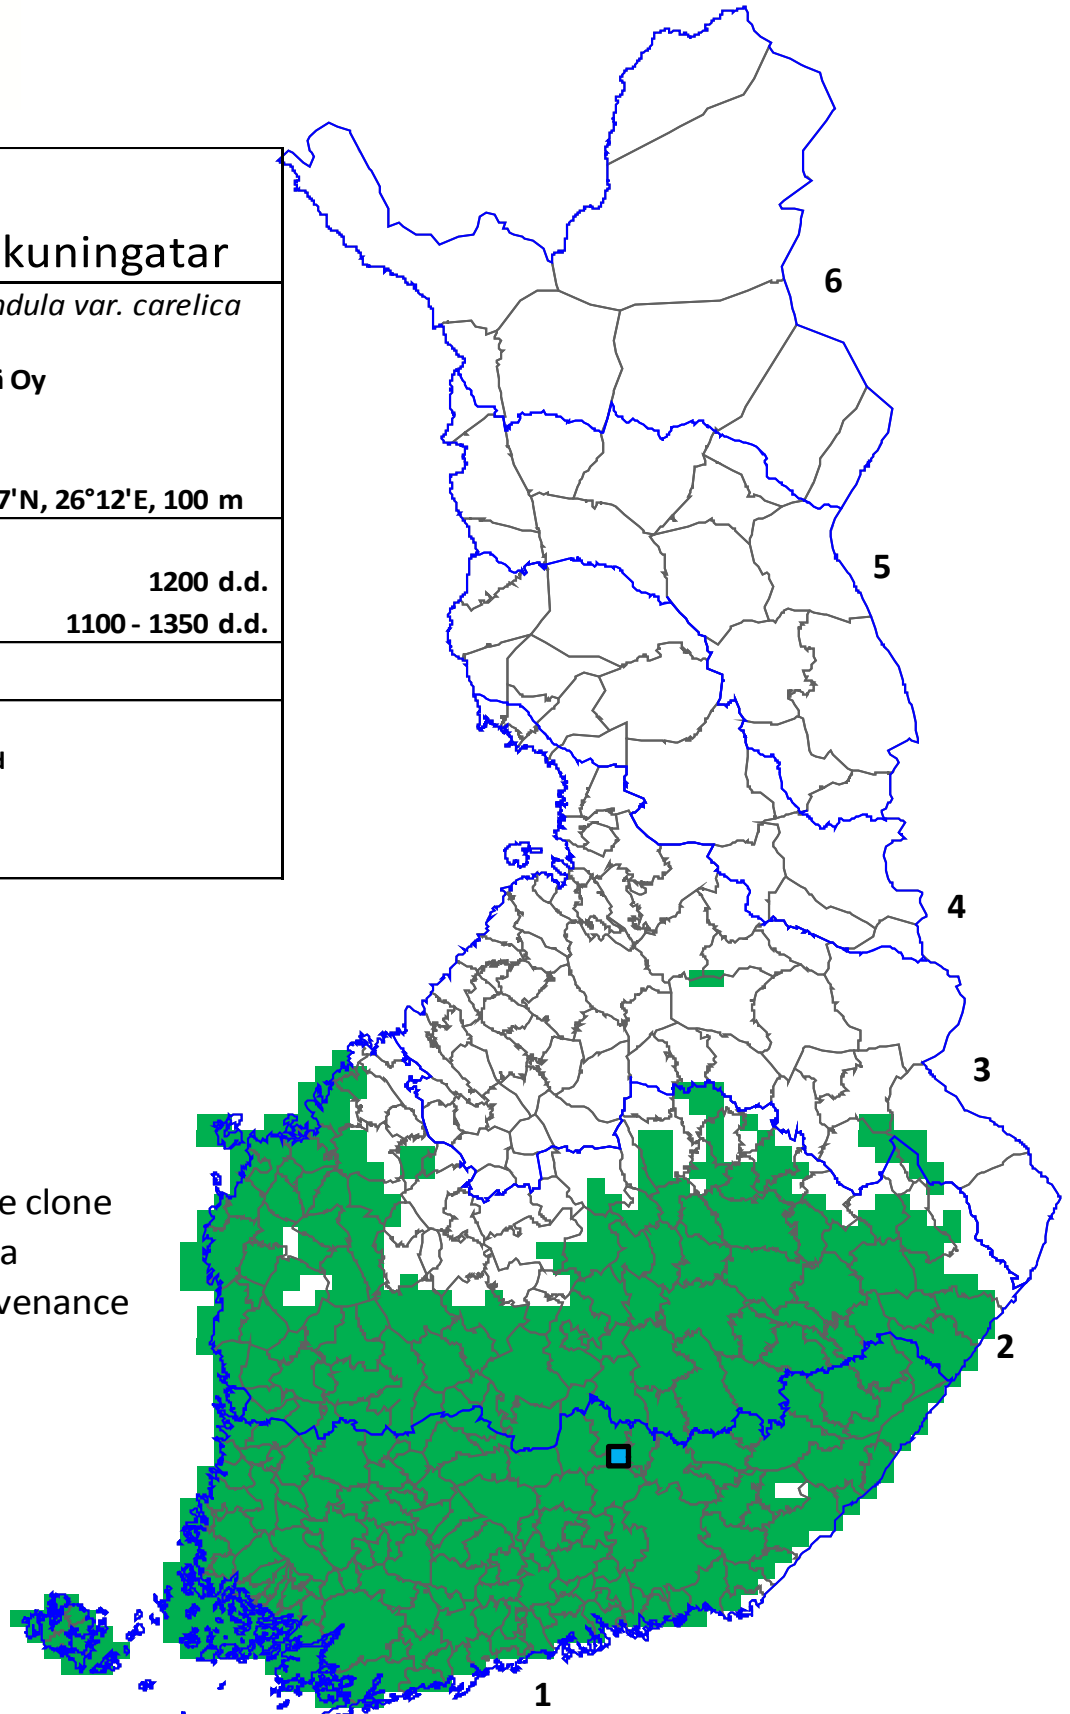 kuningatar
ndula var. carelica
i Oy
7'N, 26°12'E, 100 m
1200 d.d.
1100 - 1350 d.d.
d
e clone
a
venance
6
5
4
3
2
1